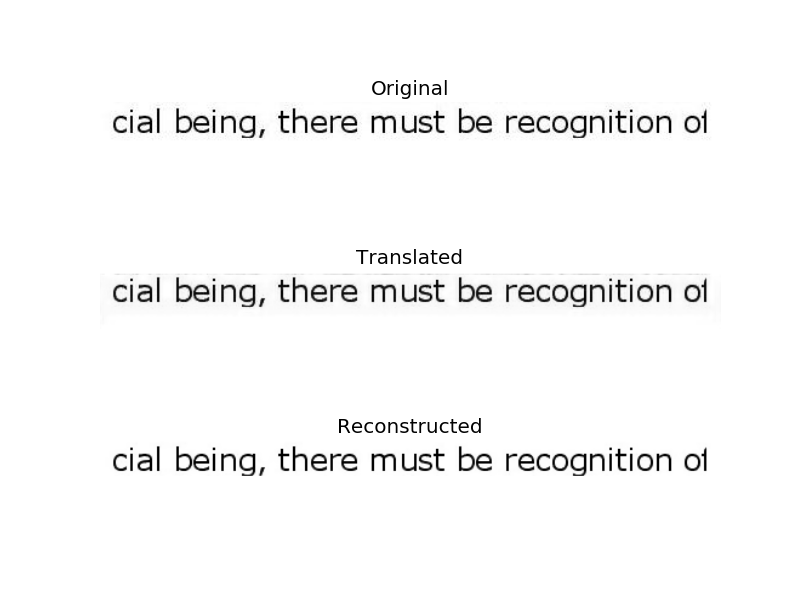 Original
cial being, there must be recognition of
Translated
cial being, there must be recognition of
Reconstructed
cial being, there must be recognition of